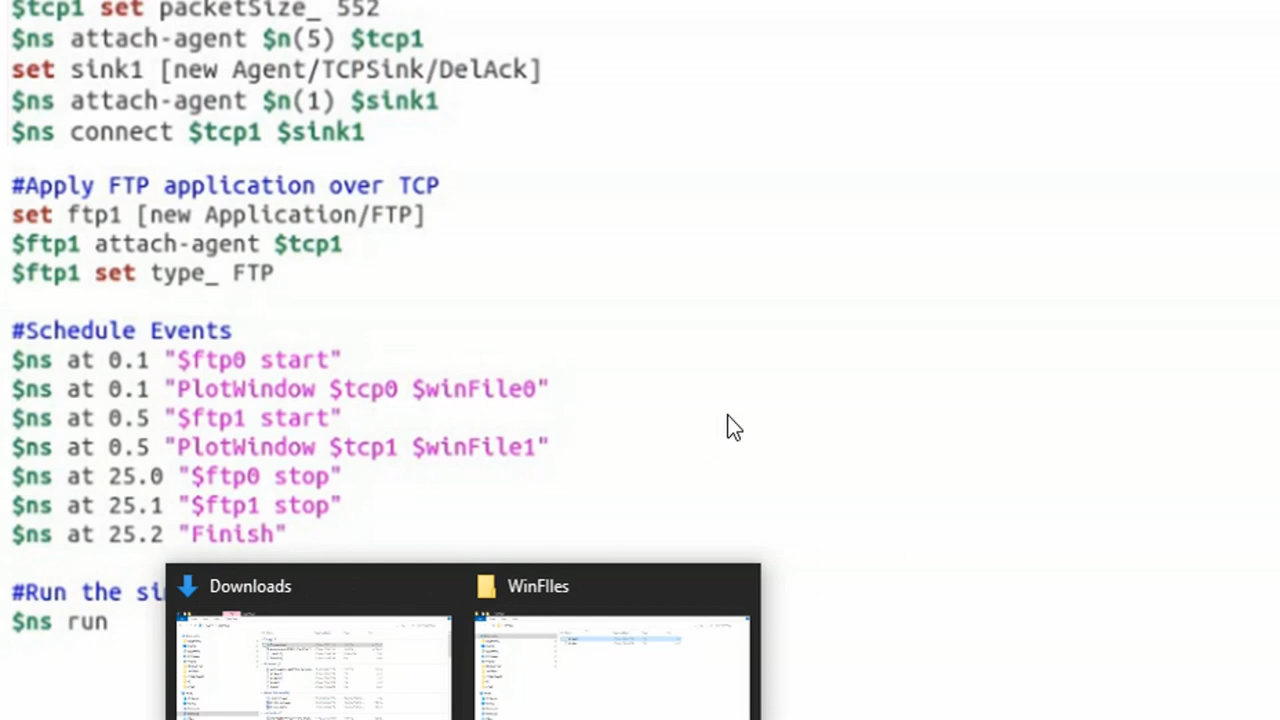 $tcp1 set packetSize_ 552
$ns attach-agent $n(5) $tcp1
set sink1 [new Agent/TCPSink/DelAck]
$ns attach-agent $n(1) $sink1
$ns connect $tcp1 $sink1
#Apply FTP application over TCP
set ftp1 [new Application/FTP]
$ftp1 attach-agent $tcp1
$ftp1 set type_ FTP
#Schedule Events
$ns at 0.1 "$ftp0 start"
$ns at 0.1 "PlotWindow $tcp0 $winFile0"
$ns at 0.5 "$ftp1 start"
$ns at 0.5 "PlotWindow $tcp1 $winFile1"
$ns at 25.0 "$ftp0 stop"
$ns at 25.1 "$ftp1 stop"
$ns at 25.2 "Finish"
#Run the si
$ns run
Downloads
WinFIles